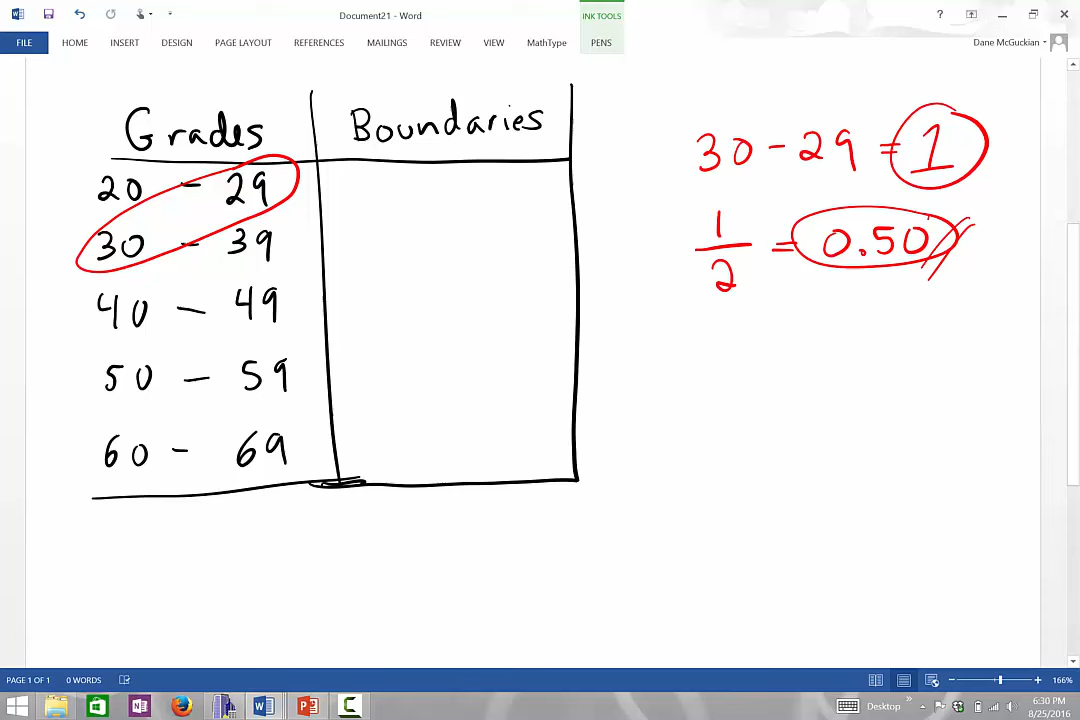 Document21 - Word
INK TOOLS
?
FILE HOME INSERT DESIGN PAGE LAYOUT REFERENCES MAILINGS REVIEW VIEW MathType PENS
Dane McGuckian
Grades Boundaries
20 - 29
30 - 39
40 - 49
50 - 59
60 - 69
30 - 29 = 1
1/2 = 0.50
PAGE 1 OF 1 0 WORDS 166%
Desktop 6:30 PM
8/25/2016